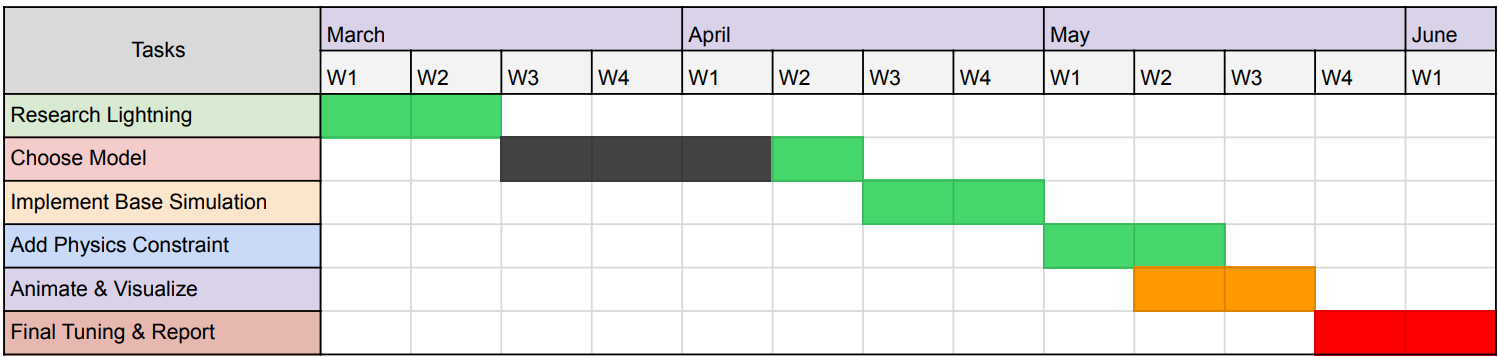 Tasks
March April May June
W1 W2 W3 W4 W1 W2 W3 W4 W1 W2 W3 W4 W1
Research Lightning
Choose Model
Implement Base Simulation
Add Physics Constraint
Animate & Visualize
Final Tuning & Report